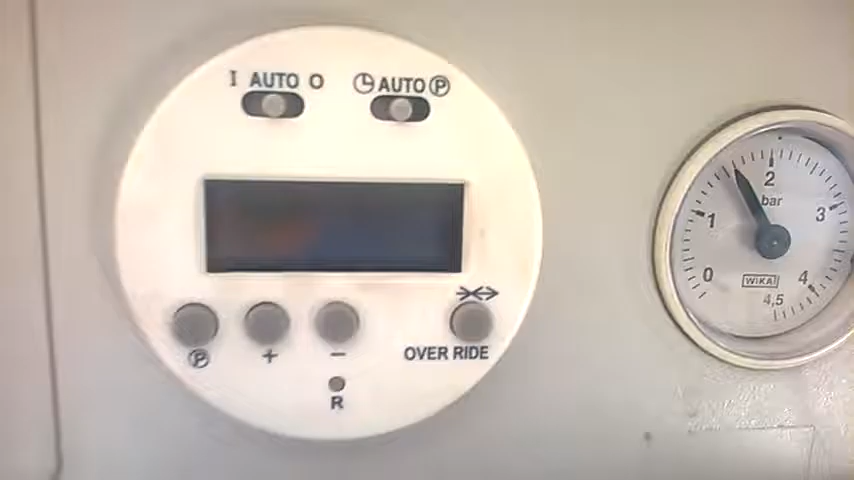 I AUTO O
AUTO P
P
+
−
OVER RIDE
R
0
1
2
3
4
4,5
bar
WIKA